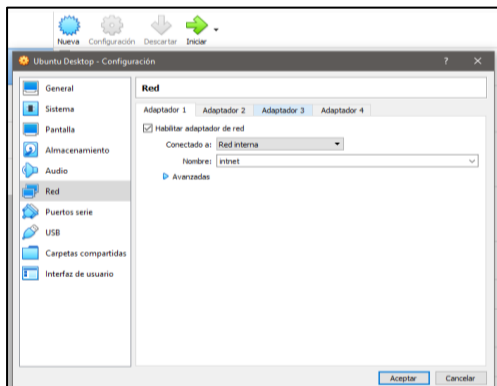 Nueva Configuración Descartar Iniciar
Ubuntu Desktop - Configuración ? ×
General
Sistema
Pantalla
Almacenamiento
Audio
Red
Puertos serie
USB
Carpetas compartidas
Interfaz de usuario
Red
Adaptador 1 Adaptador 2 Adaptador 3 Adaptador 4
Habilitar adaptador de red
Conectado a: Red interna
Nombre: intnet
Avanzadas
Aceptar Cancelar